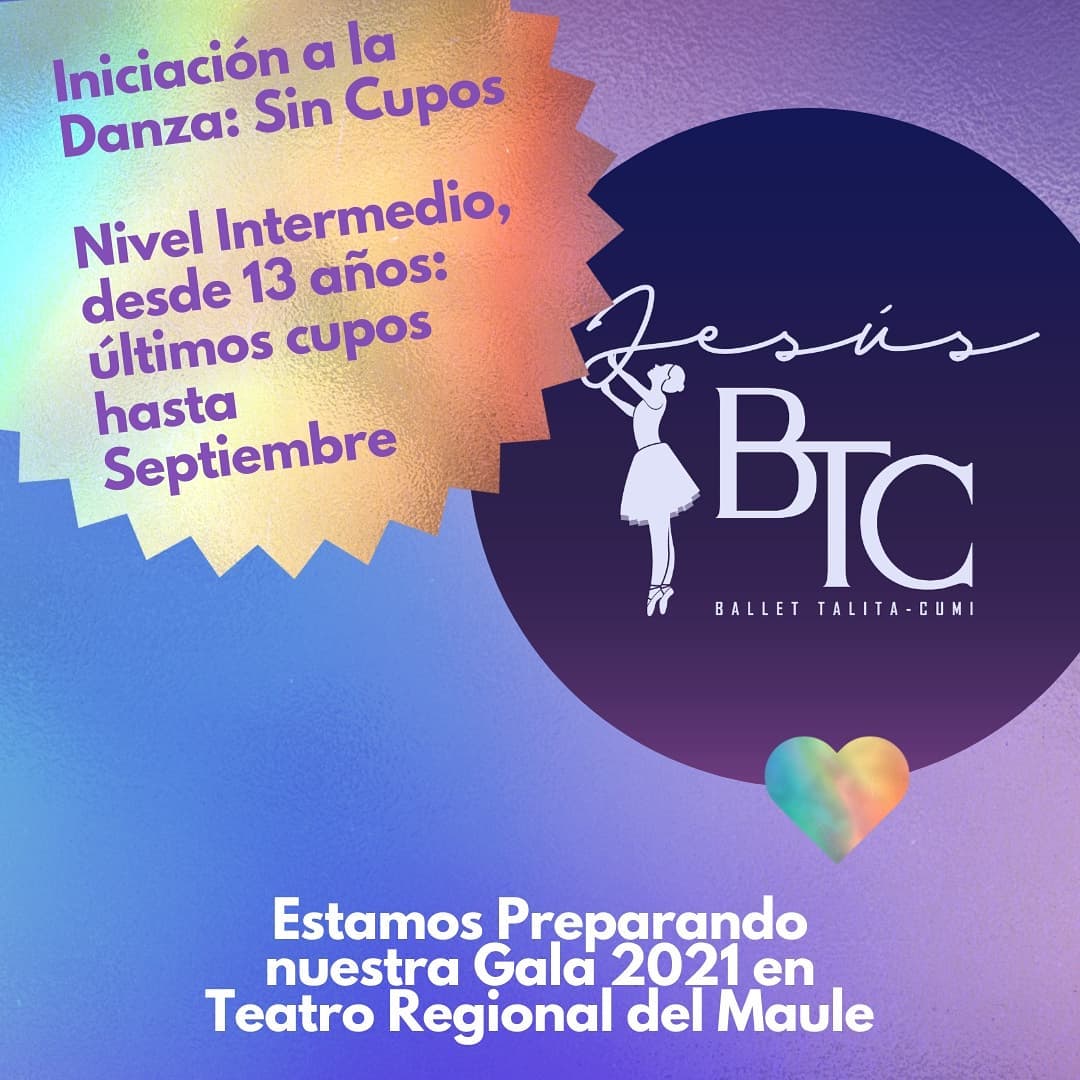 Iniciación a la
Danza: Sin Cupos
Nivel Intermedio,
desde 13 años:
últimos cupos
hasta
Septiembre
Jesús
BTC
BALLET TALITA-CUMI
Estamos Preparando
nuestra Gala 2021 en
Teatro Regional del Maule